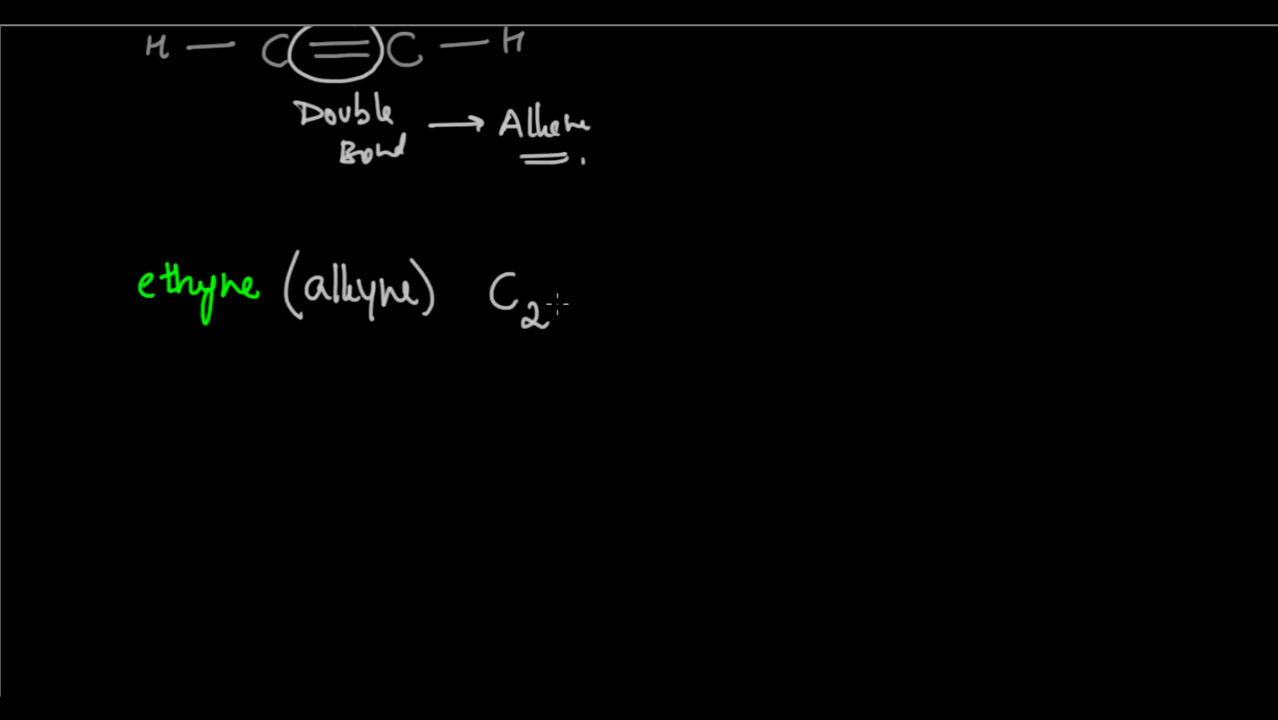 H — C = C — H
Double → Alkene
Bond
ethyne (alkyne) C₂